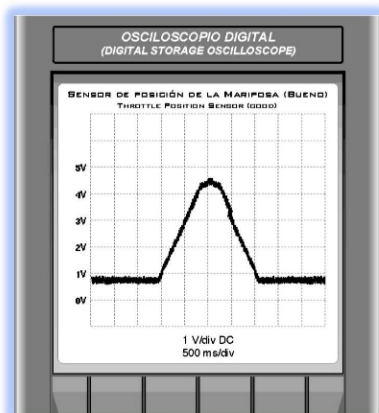 OSCILOSCOPIO DIGITAL
(DIGITAL STORAGE OSCILLOSCOPE)
SENSOR DE POSICIÓN DE LA MARIPOSA (BUENO)
THROTTLE POSITION SENSOR (GOOD)
5V
4V
3V
2V
1V
0V
1 V/div DC
500 ms/div